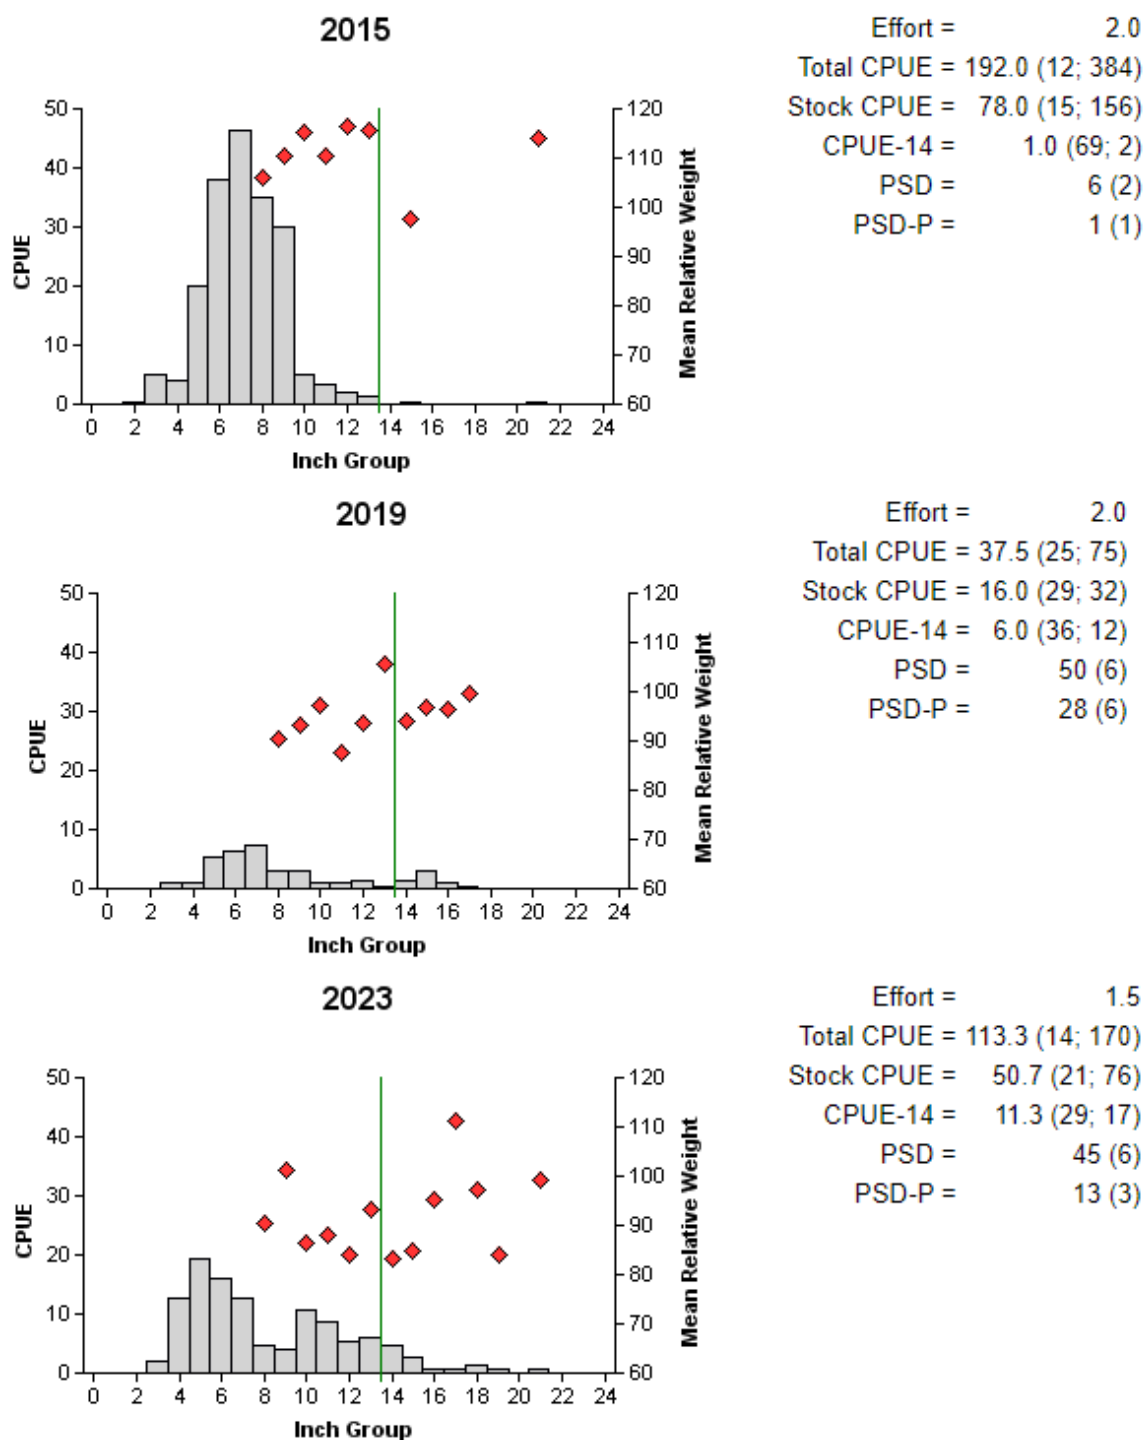 2015
Effort = 2.0
Total CPUE = 192.0 (12; 384)
Stock CPUE = 78.0 (15; 156)
CPUE-14 = 1.0 (69; 2)
PSD = 6 (2)
PSD-P = 1 (1)
50 40 30 20 10 0
CPUE
120 110 100 90 80 70 60
Mean Relative Weight
0 2 4 6 8 10 12 14 16 18 20 22 24
Inch Group
2019
Effort = 2.0
Total CPUE = 37.5 (25; 75)
Stock CPUE = 16.0 (29; 32)
CPUE-14 = 6.0 (36; 12)
PSD = 50 (6)
PSD-P = 28 (6)
50 40 30 20 10 0
CPUE
120 110 100 90 80 70 60
Mean Relative Weight
0 2 4 6 8 10 12 14 16 18 20 22 24
Inch Group
2023
Effort = 1.5
Total CPUE = 113.3 (14; 170)
Stock CPUE = 50.7 (21; 76)
CPUE-14 = 11.3 (29; 17)
PSD = 45 (6)
PSD-P = 13 (3)
50 40 30 20 10 0
CPUE
120 110 100 90 80 70 60
Mean Relative Weight
0 2 4 6 8 10 12 14 16 18 20 22 24
Inch Group